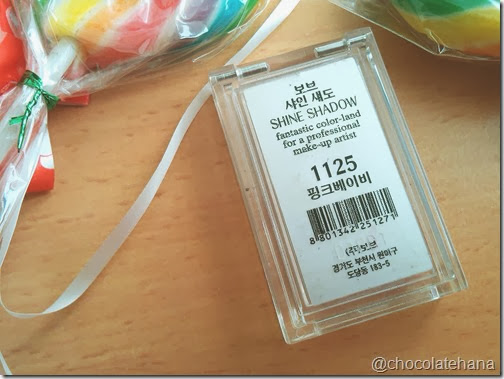 보브
샤인 섀도
SHINE SHADOW
fantastic color-land
for a professional
make-up artist
1125
핑크베이비
8 801342 251271
(주)보브
경기도 부천시 원미구
도당동 183-5
@chocolatehana